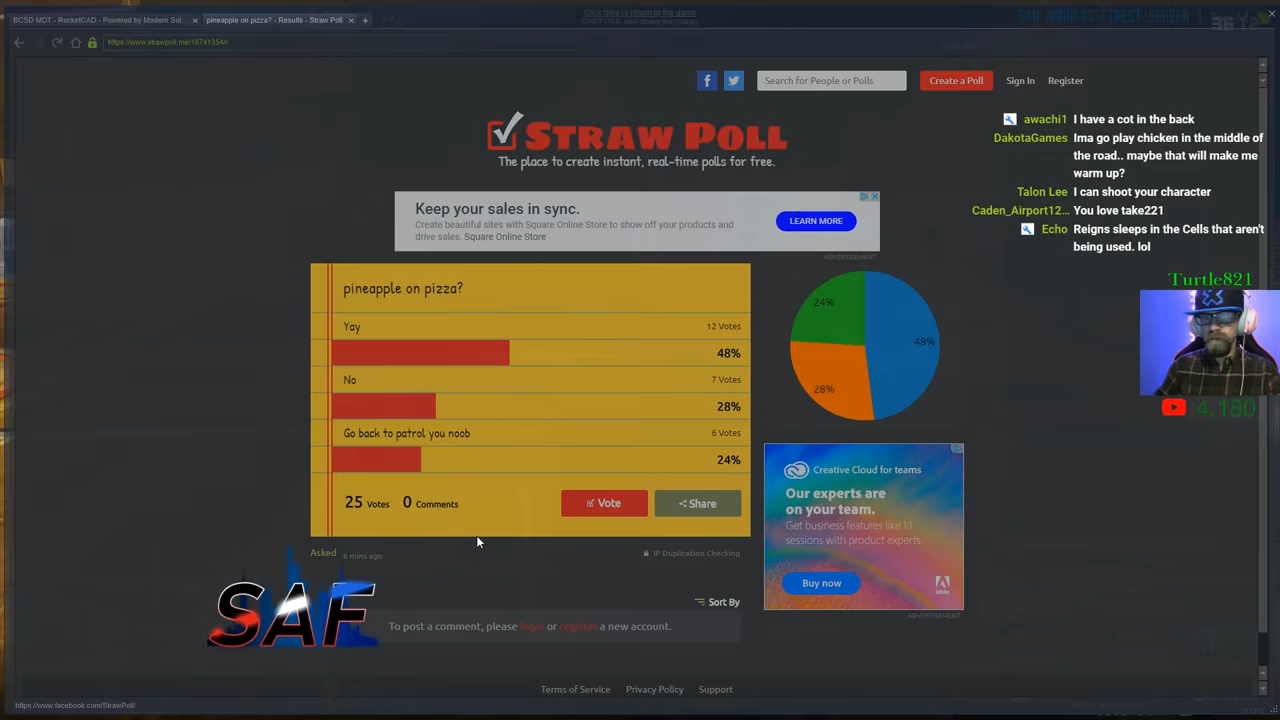 Click here to return to the game
BCSD MDT - RocketCAD - Powered by Modern Sol... × pineapple on pizza? - Results - Straw Poll × +
https://www.strawpoll.me/18741354/r
Search for People or Polls Create a Poll Sign In Register
STRAW POLL
The place to create instant, real-time polls for free.
Keep your sales in sync.
Create beautiful sites with Square Online Store to show off your products and
drive sales. Square Online Store
LEARN MORE
ADVERTISEMENT
pineapple on pizza?
Yay 12 Votes
48%
No 7 Votes
28%
Go back to patrol you noob 6 Votes
24%
25 Votes 0 Comments Vote Share
Asked 6 mins ago IP Duplication Checking
24%
48%
28%
Creative Cloud for teams
Our experts are
on your team.
Get business features like 1:1
sessions with product experts.
Buy now
Adobe
ADVERTISEMENT
SAF
Sort By
To post a comment, please login or register a new account.
Terms of Service Privacy Policy Support
https://www.facebook.com/StrawPoll/
awachi1 I have a cot in the back
DakotaGames Ima go play chicken in the middle of
the road.. maybe that will make me
warm up?
Talon Lee I can shoot your character
Caden_Airport12... You love take221
Echo Reigns sleeps in the Cells that aren't
being used. lol
Turtle821
4,180